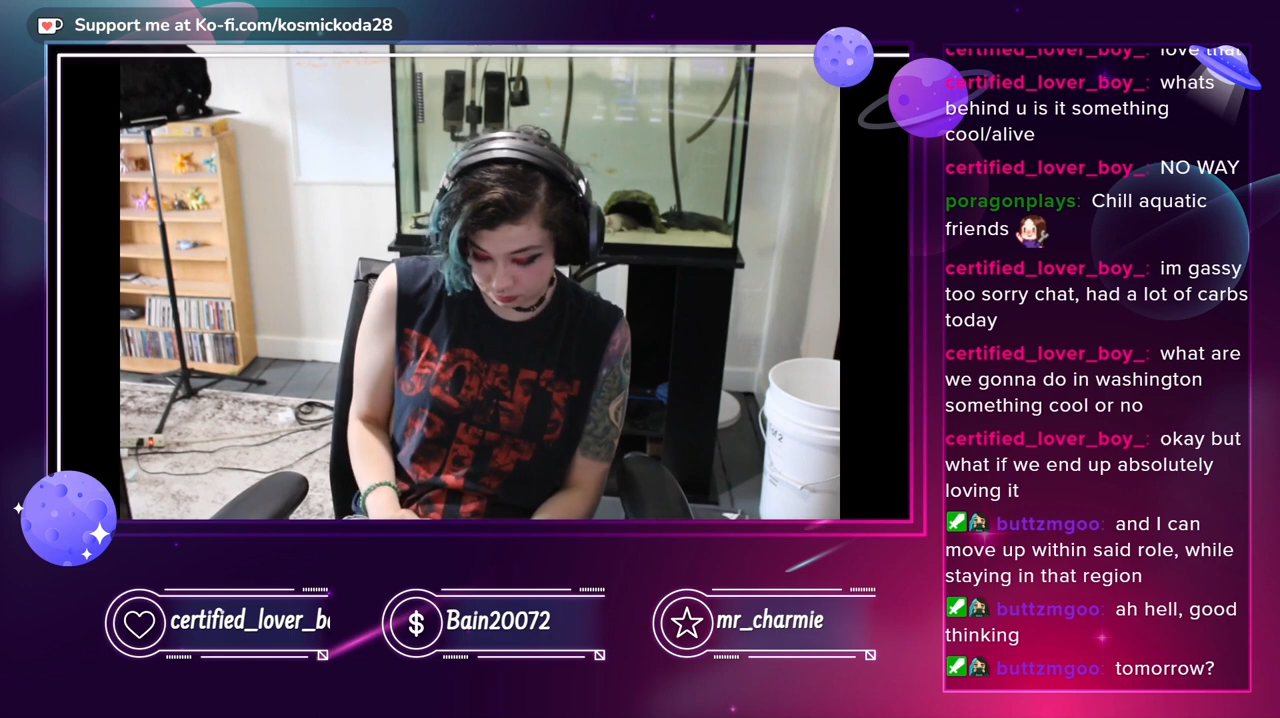 Support me at Ko-fi.com/kosmickoda28
certified_lover_boy_: love that
certified_lover_boy_: whats
behind u is it something
cool/alive
certified_lover_boy_: NO WAY
poragonplays: Chill aquatic
friends
certified_lover_boy_: im gassy
too sorry chat, had a lot of carbs
today
certified_lover_boy_: what are
we gonna do in washington
something cool or no
certified_lover_boy_: okay but
what if we end up absolutely
loving it
buttzmgoo: and I can
move up within said role, while
staying in that region
buttzmgoo: ah hell, good
thinking
buttzmgoo: tomorrow?
DON'T
certified_lover_bo
Bain20072
mr_charmie